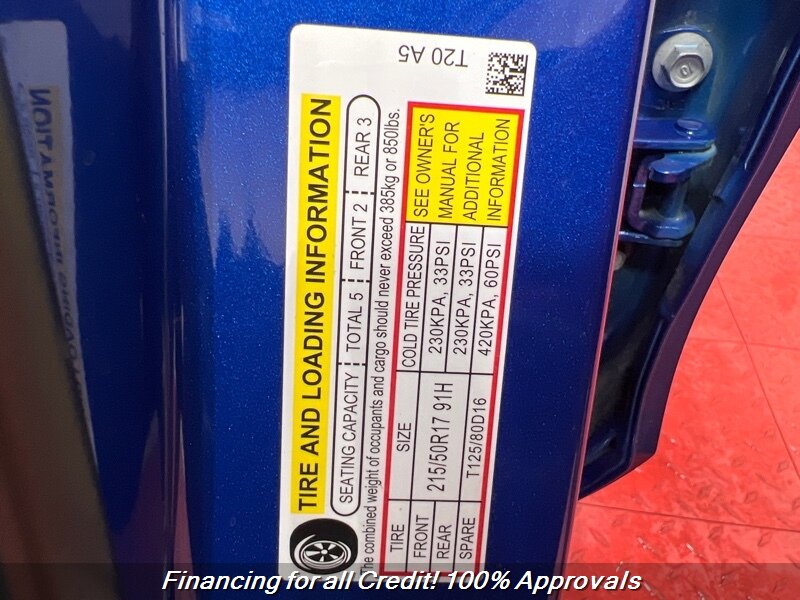 T20 A5
TIRE AND LOADING INFORMATION
SEATING CAPACITY TOTAL 5 FRONT 2 REAR 3
The combined weight of occupants and cargo should never exceed 385kg or 850lbs.
TIRE SIZE COLD TIRE PRESSURE SEE OWNER'S
FRONT 215/50R17 91H 230KPA, 33PSI MANUAL FOR
REAR 230KPA, 33PSI ADDITIONAL
SPARE T125/80D16 420KPA, 60PSI INFORMATION
Financing for all Credit! 100% Approvals